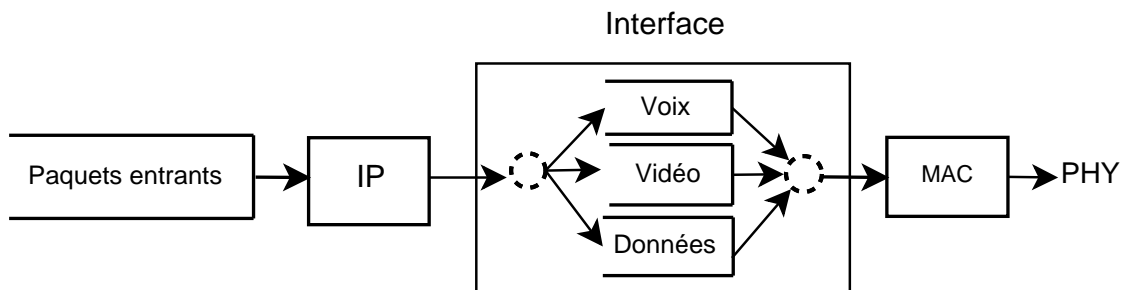 Interface
Paquets entrants
IP
Voix
Vidéo
Données
MAC
PHY